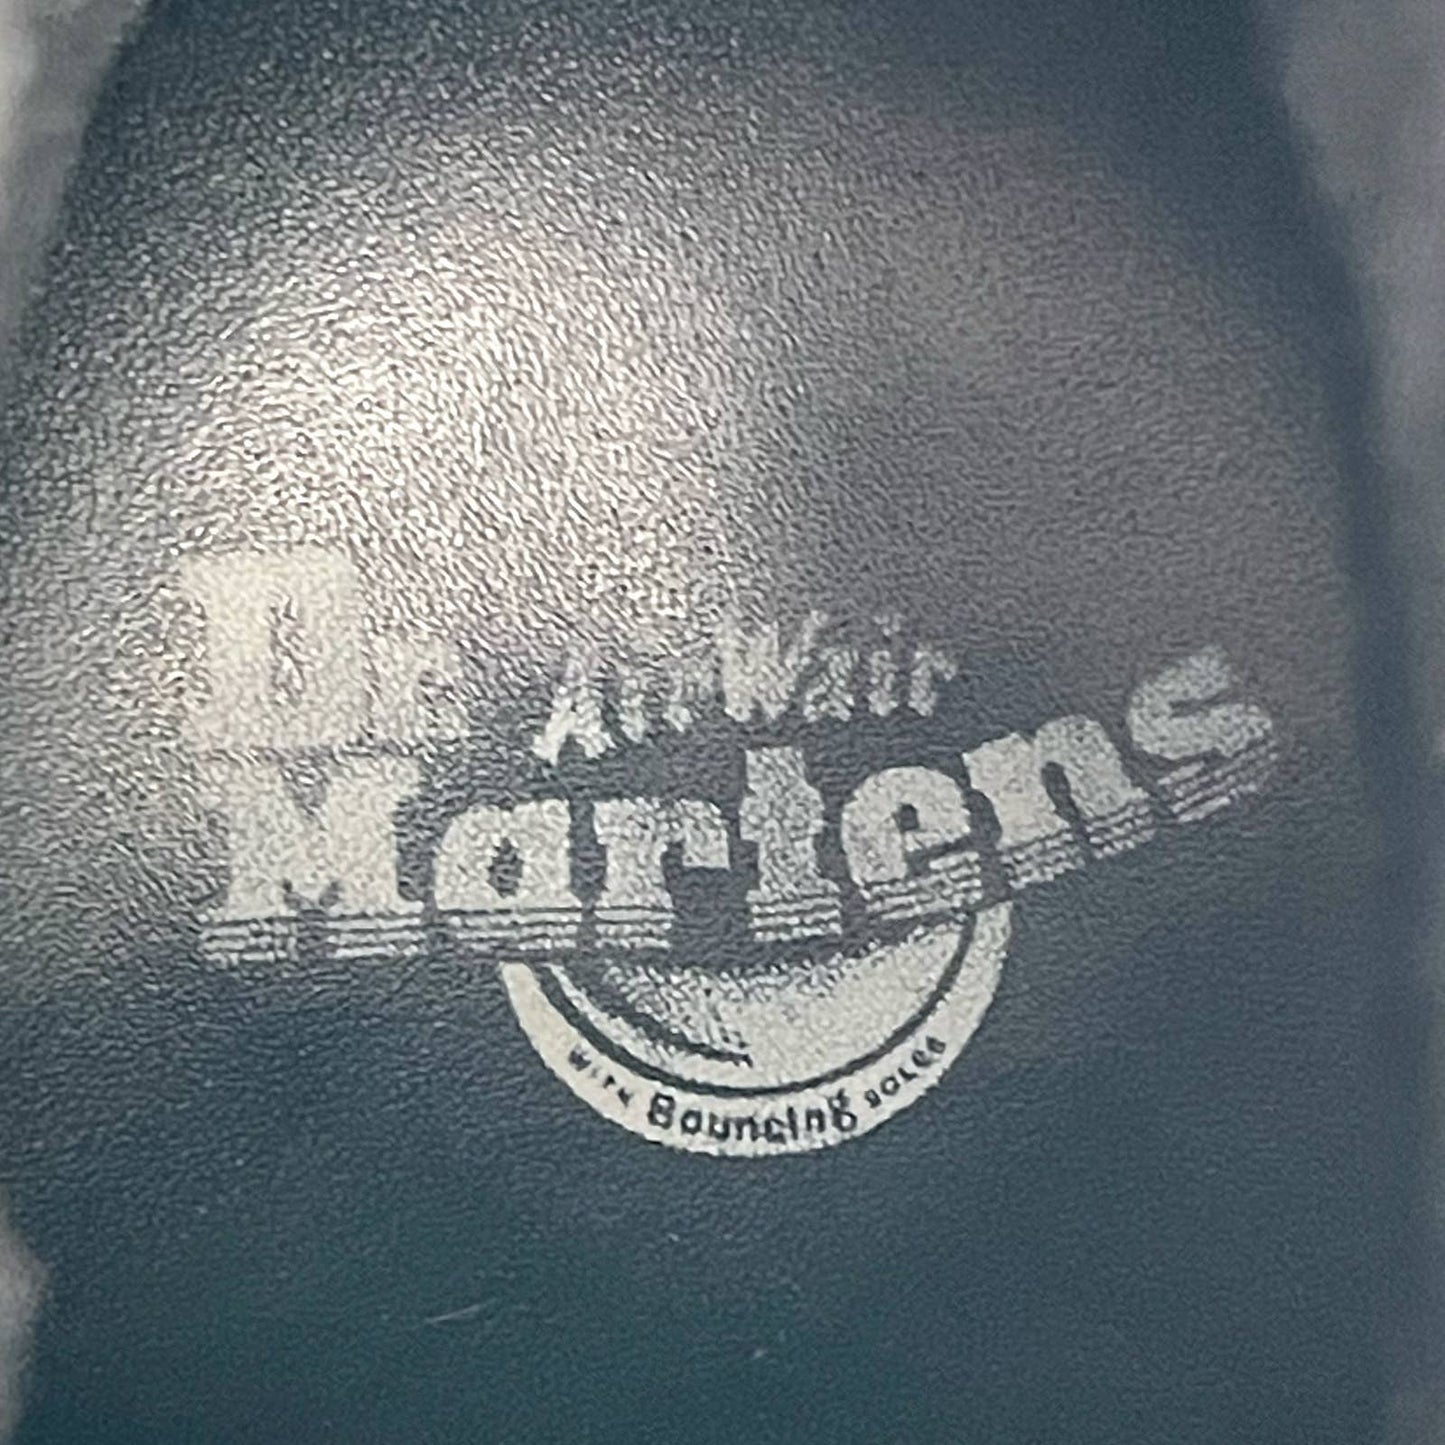 Dr.
AirWair
Martens
WITH Bouncing SOLES